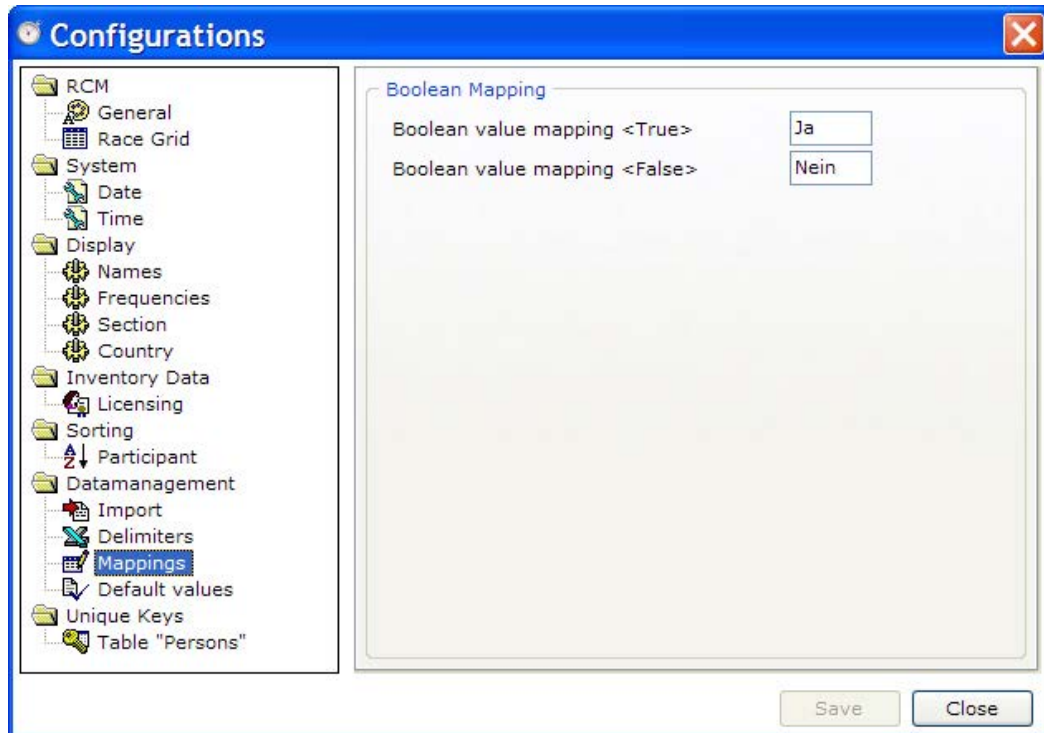 Configurations
RCM
General
Race Grid
System
Date
Time
Display
Names
Frequencies
Section
Country
Inventory Data
Licensing
Sorting
Participant
Datamanagement
Import
Delimiters
Mappings
Default values
Unique Keys
Table "Persons"
Boolean Mapping
Boolean value mapping <True> Ja
Boolean value mapping <False> Nein
Save Close